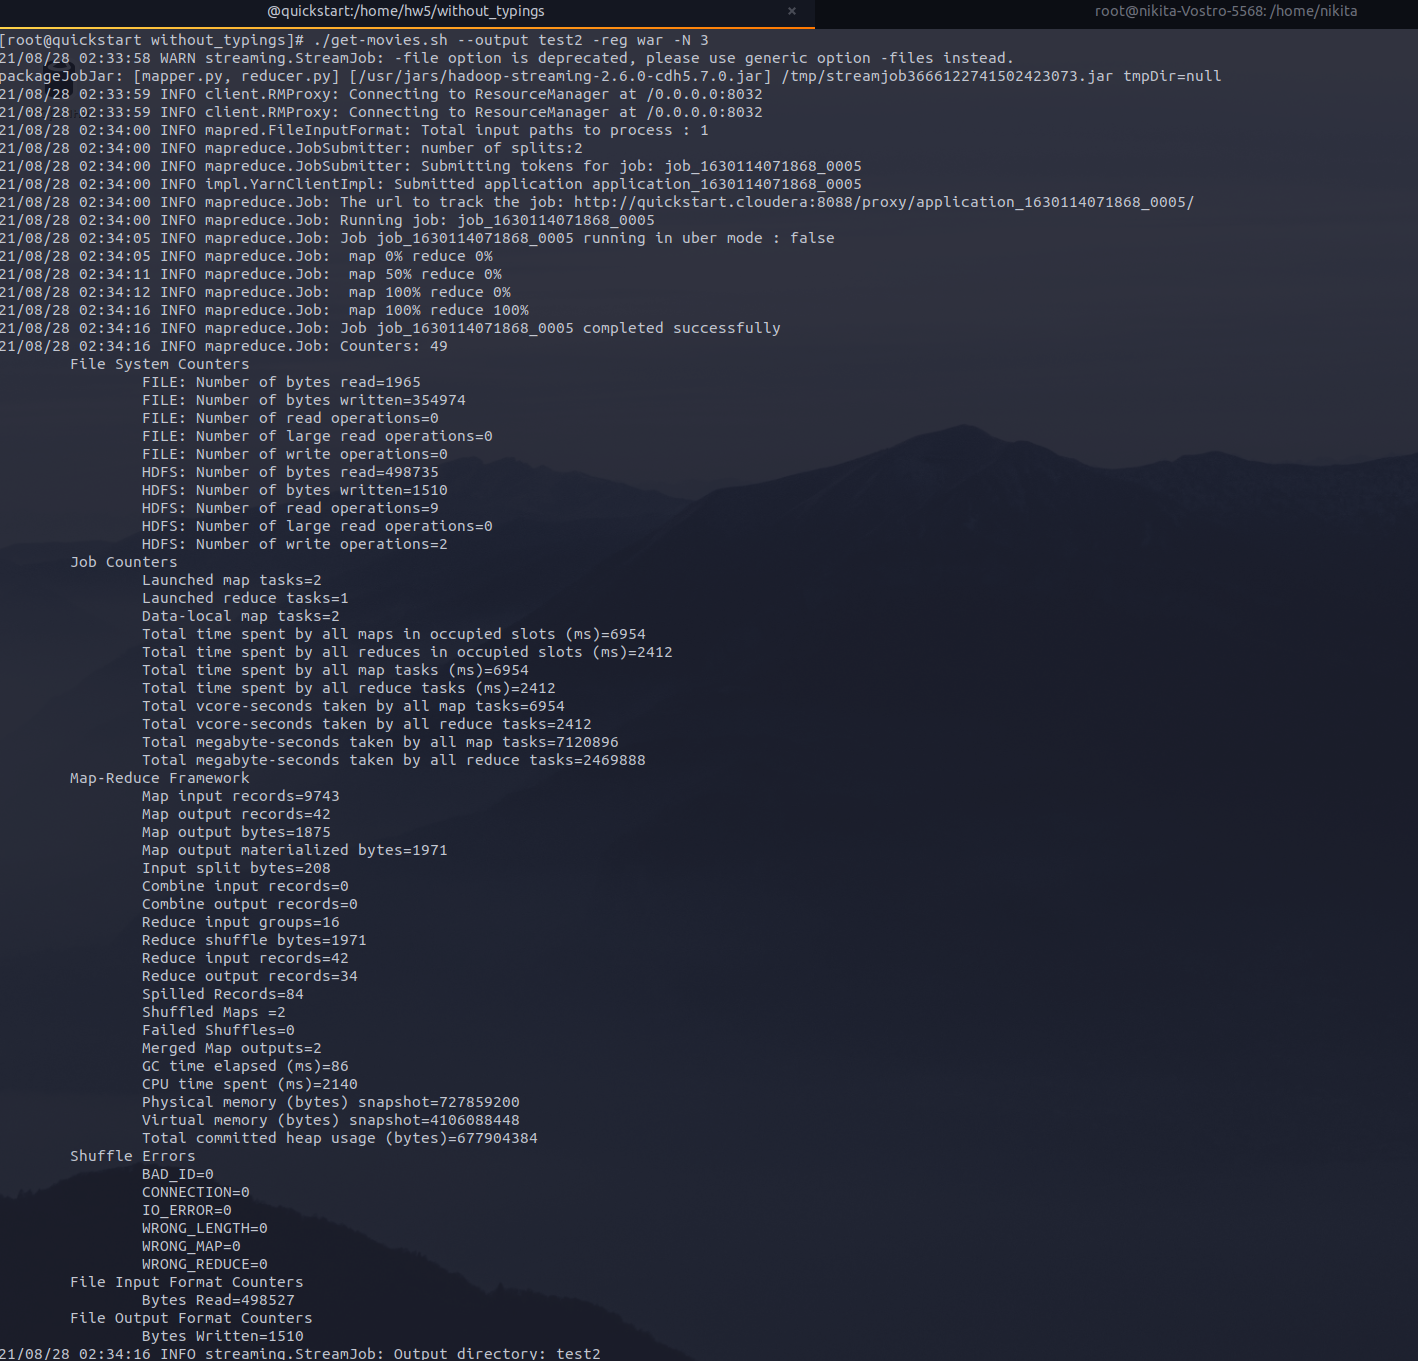 @quickstart:/home/hw5/without_typings × root@nikita-Vostro-5568: /home/nikita
[root@quickstart without_typings]# ./get-movies.sh --output test2 -reg war -N 3
21/08/28 02:33:58 WARN streaming.StreamJob: -file option is deprecated, please use generic option -files instead.
packageJobJar: [mapper.py, reducer.py] [/usr/jars/hadoop-streaming-2.6.0-cdh5.7.0.jar] /tmp/streamjob3666122741502423073.jar tmpDir=null
21/08/28 02:33:59 INFO client.RMProxy: Connecting to ResourceManager at /0.0.0.0:8032
21/08/28 02:33:59 INFO client.RMProxy: Connecting to ResourceManager at /0.0.0.0:8032
21/08/28 02:34:00 INFO mapred.FileInputFormat: Total input paths to process : 1
21/08/28 02:34:00 INFO mapreduce.JobSubmitter: number of splits:2
21/08/28 02:34:00 INFO mapreduce.JobSubmitter: Submitting tokens for job: job_1630114071868_0005
21/08/28 02:34:00 INFO impl.YarnClientImpl: Submitted application application_1630114071868_0005
21/08/28 02:34:00 INFO mapreduce.Job: The url to track the job: http://quickstart.cloudera:8088/proxy/application_1630114071868_0005/
21/08/28 02:34:00 INFO mapreduce.Job: Running job: job_1630114071868_0005
21/08/28 02:34:05 INFO mapreduce.Job: Job job_1630114071868_0005 running in uber mode : false
21/08/28 02:34:05 INFO mapreduce.Job:  map 0% reduce 0%
21/08/28 02:34:11 INFO mapreduce.Job:  map 50% reduce 0%
21/08/28 02:34:12 INFO mapreduce.Job:  map 100% reduce 0%
21/08/28 02:34:16 INFO mapreduce.Job:  map 100% reduce 100%
21/08/28 02:34:16 INFO mapreduce.Job: Job job_1630114071868_0005 completed successfully
21/08/28 02:34:16 INFO mapreduce.Job: Counters: 49
File System Counters
FILE: Number of bytes read=1965
FILE: Number of bytes written=354974
FILE: Number of read operations=0
FILE: Number of large read operations=0
FILE: Number of write operations=0
HDFS: Number of bytes read=498735
HDFS: Number of bytes written=1510
HDFS: Number of read operations=9
HDFS: Number of large read operations=0
HDFS: Number of write operations=2
Job Counters
Launched map tasks=2
Launched reduce tasks=1
Data-local map tasks=2
Total time spent by all maps in occupied slots (ms)=6954
Total time spent by all reduces in occupied slots (ms)=2412
Total time spent by all map tasks (ms)=6954
Total time spent by all reduce tasks (ms)=2412
Total vcore-seconds taken by all map tasks=6954
Total vcore-seconds taken by all reduce tasks=2412
Total megabyte-seconds taken by all map tasks=7120896
Total megabyte-seconds taken by all reduce tasks=2469888
Map-Reduce Framework
Map input records=9743
Map output records=42
Map output bytes=1875
Map output materialized bytes=1971
Input split bytes=208
Combine input records=0
Combine output records=0
Reduce input groups=16
Reduce shuffle bytes=1971
Reduce input records=42
Reduce output records=34
Spilled Records=84
Shuffled Maps =2
Failed Shuffles=0
Merged Map outputs=2
GC time elapsed (ms)=86
CPU time spent (ms)=2140
Physical memory (bytes) snapshot=727859200
Virtual memory (bytes) snapshot=4106088448
Total committed heap usage (bytes)=677904384
Shuffle Errors
BAD_ID=0
CONNECTION=0
IO_ERROR=0
WRONG_LENGTH=0
WRONG_MAP=0
WRONG_REDUCE=0
File Input Format Counters
Bytes Read=498527
File Output Format Counters
Bytes Written=1510
21/08/28 02:34:16 INFO streaming.StreamJob: Output directory: test2